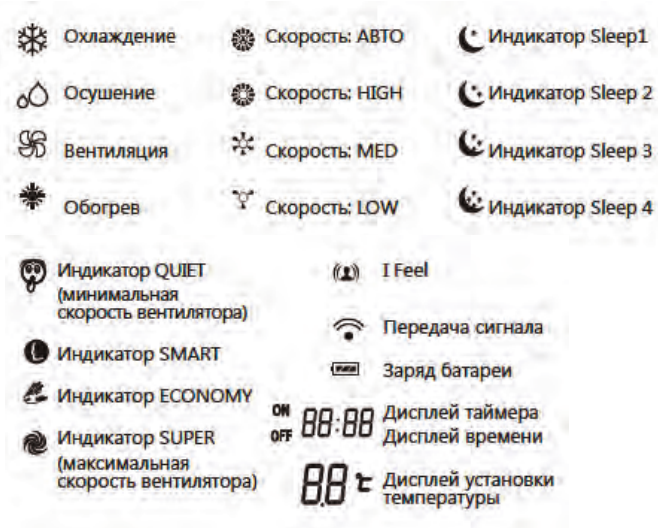 Охлаждение
Скорость: АВТО
Индикатор Sleep1
Осушение
Скорость: HIGH
Индикатор Sleep 2
Вентиляция
Скорость: MED
Индикатор Sleep 3
Обогрев
Скорость: LOW
Индикатор Sleep 4
Индикатор QUIET
(минимальная
скорость вентилятора)
I Feel
Передача сигнала
Индикатор SMART
Заряд батареи
Индикатор ECONOMY
ON
OFF
88:88
Дисплей таймера
Дисплей времени
Индикатор SUPER
(максимальная
скорость вентилятора)
8.8 °C
Дисплей установки
температуры